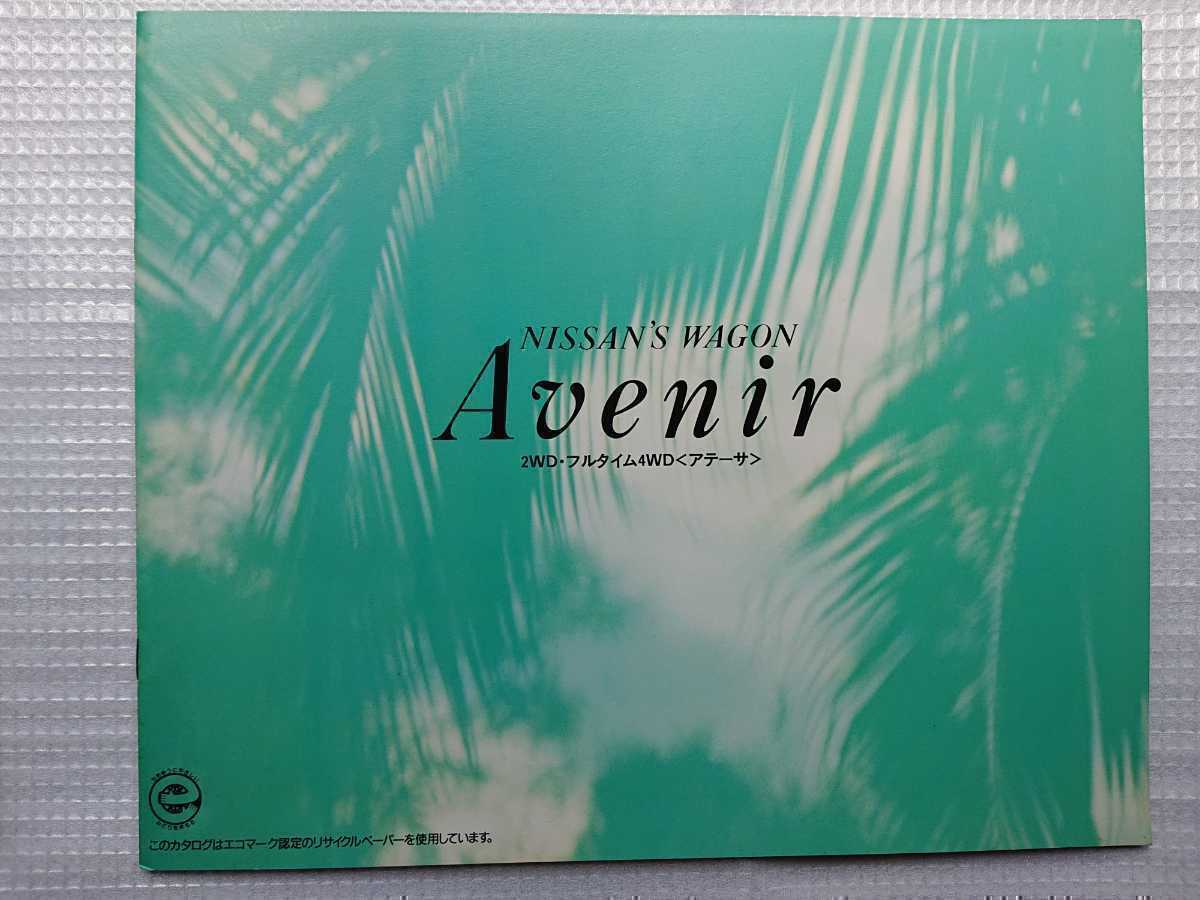 NISSAN'S WAGON
Avenir
2WD・フルタイム4WD<アテーサ>
このカタログはエコマーク認定のリサイクルペーパーを使用しています。